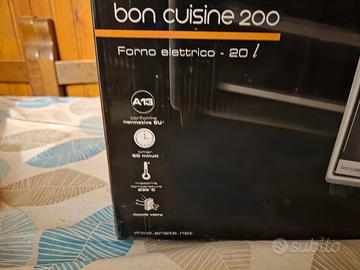 bon cuisine 200
Forno elettrico - 20 l
A13
conforme
normativa EU
timer
60 minuti
massima
temperatura
230° C
doppio vetro
www.ariete.net
subito